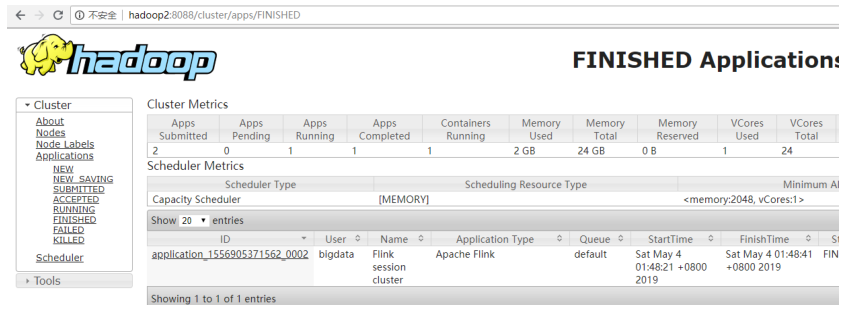 ① 不安全 | hadoop2:8088/cluster/apps/FINISHED
hadoop
FINISHED Applications
Cluster
About
Nodes
Node Labels
Applications
NEW
NEW_SAVING
SUBMITTED
ACCEPTED
RUNNING
FINISHED
FAILED
KILLED
Scheduler
Tools
Cluster Metrics
Apps Submitted Apps Pending Apps Running Apps Completed Containers Running Memory Used Memory Total Memory Reserved VCores Used VCores Total
2 0 1 1 1 2 GB 24 GB 0 B 1 24
Scheduler Metrics
Scheduler Type Scheduling Resource Type Minimum Al
Capacity Scheduler [MEMORY] <memory:2048, vCores:1>
Show 20 entries
ID User Name Application Type Queue StartTime FinishTime St
application_1556905371562_0002 bigdata Flink session cluster Apache Flink default Sat May 4 01:48:21 +0800 2019 Sat May 4 01:48:41 +0800 2019 FIN
Showing 1 to 1 of 1 entries